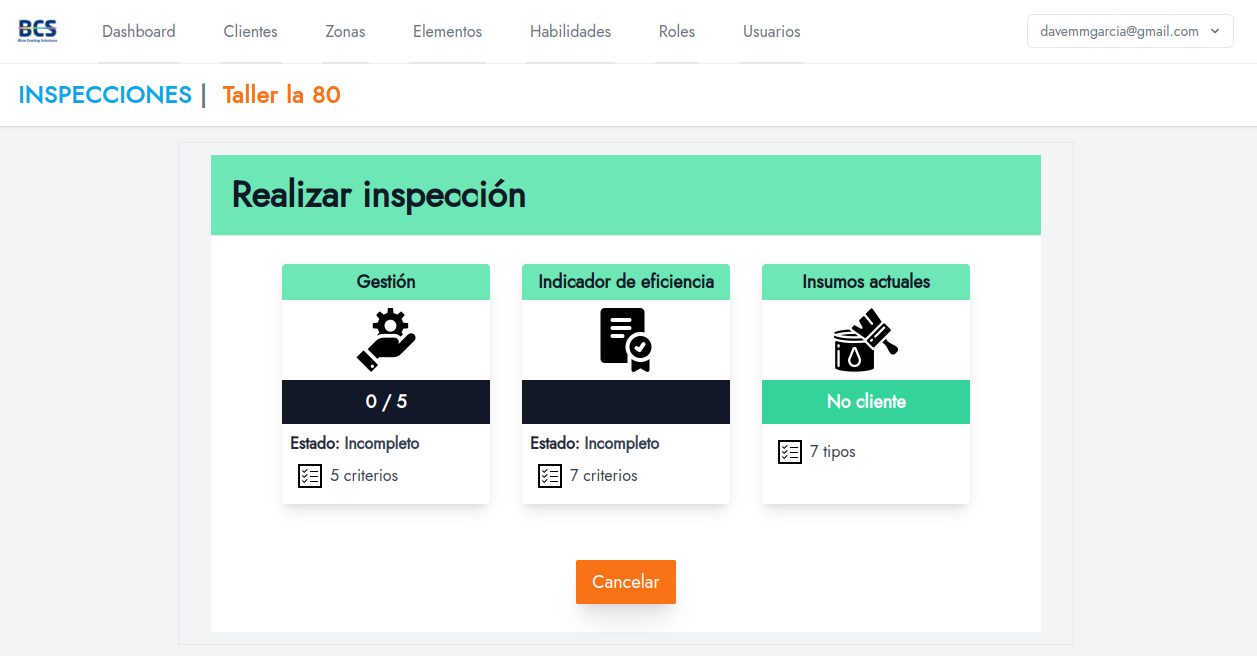 BCS
Blue Coating Solutions
Dashboard Clientes Zonas Elementos Habilidades Roles Usuarios davemmgarcia@gmail.com
INSPECCIONES | Taller la 80
Realizar inspección
Gestión
0 / 5
Estado: Incompleto
5 criterios
Indicador de eficiencia
Estado: Incompleto
7 criterios
Insumos actuales
No cliente
7 tipos
Cancelar